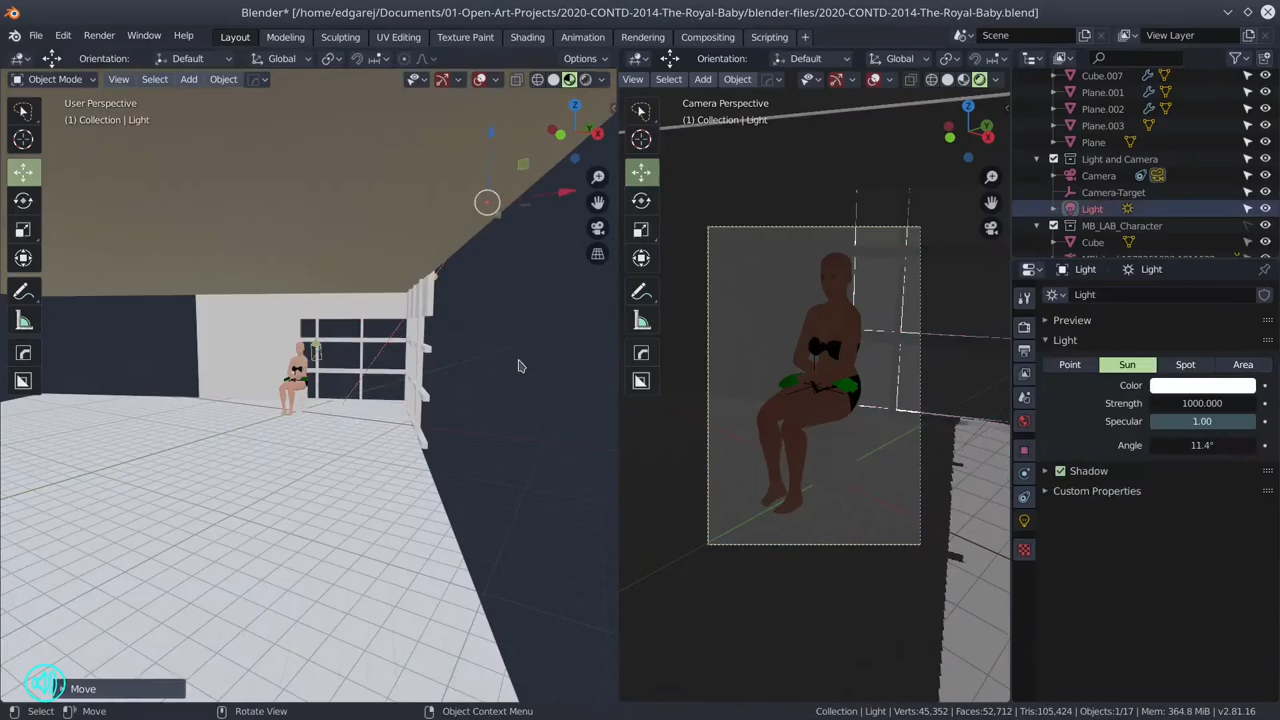 Blender* [/home/edgarej/Documents/01-Open-Art-Projects/2020-CONTD-2014-The-Royal-Baby/blender-files/2020-CONTD-2014-The-Royal-Baby.blend]
File Edit Render Window Help Layout Modeling Sculpting UV Editing Texture Paint Shading Animation Rendering Compositing Scripting + Scene View Layer
Orientation: Default Global Options
Orientation: Default Global
Object Mode View Select Add Object
View Select Add Object
User Perspective
(1) Collection | Light
Z
Y
X
Camera Perspective
(1) Collection | Light
Z
Y
X
Cube.007
Plane.001
Plane.002
Plane.003
Plane
Light and Camera
Camera
Camera-Target
Light
MB_LAB_Character
Cube
Light Light
Light
Preview
Light
Point Sun Spot Area
Color
Strength 1000.000
Specular 1.00
Angle 11.4°
Shadow
Custom Properties
Move
Select Move Rotate View Object Context Menu
Collection | Light | Verts:45,352 | Faces:52,712 | Tris:105,424 | Objects:1/17 | Mem: 364.8 MiB | v2.81.16